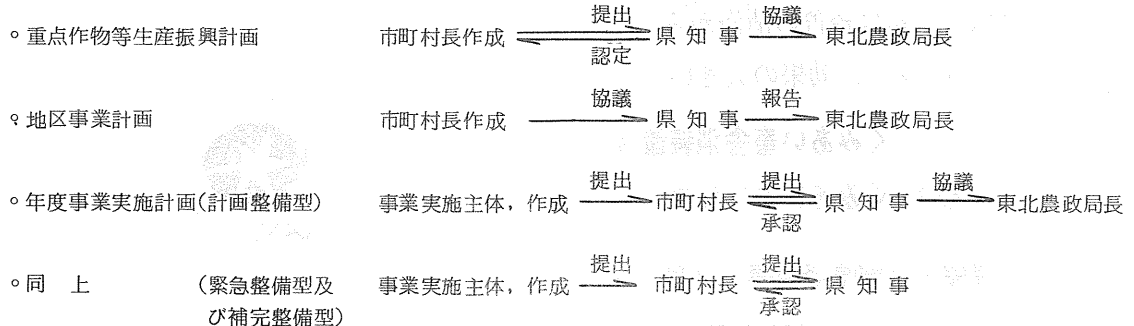 提出 協議
∘ 重点作物等生産振興計画 市町村長作成 県知事 東北農政局長
認定
協議 報告
∘ 地区事業計画 市町村長作成 県知事 東北農政局長
提出 提出 協議
∘ 年度事業実施計画(計画整備型) 事業実施主体，作成 市町村長 県知事 東北農政局長
承認
提出 提出
∘ 同上 (緊急整備型及 事業実施主体，作成 市町村長 県知事
承認
び補完整備型)